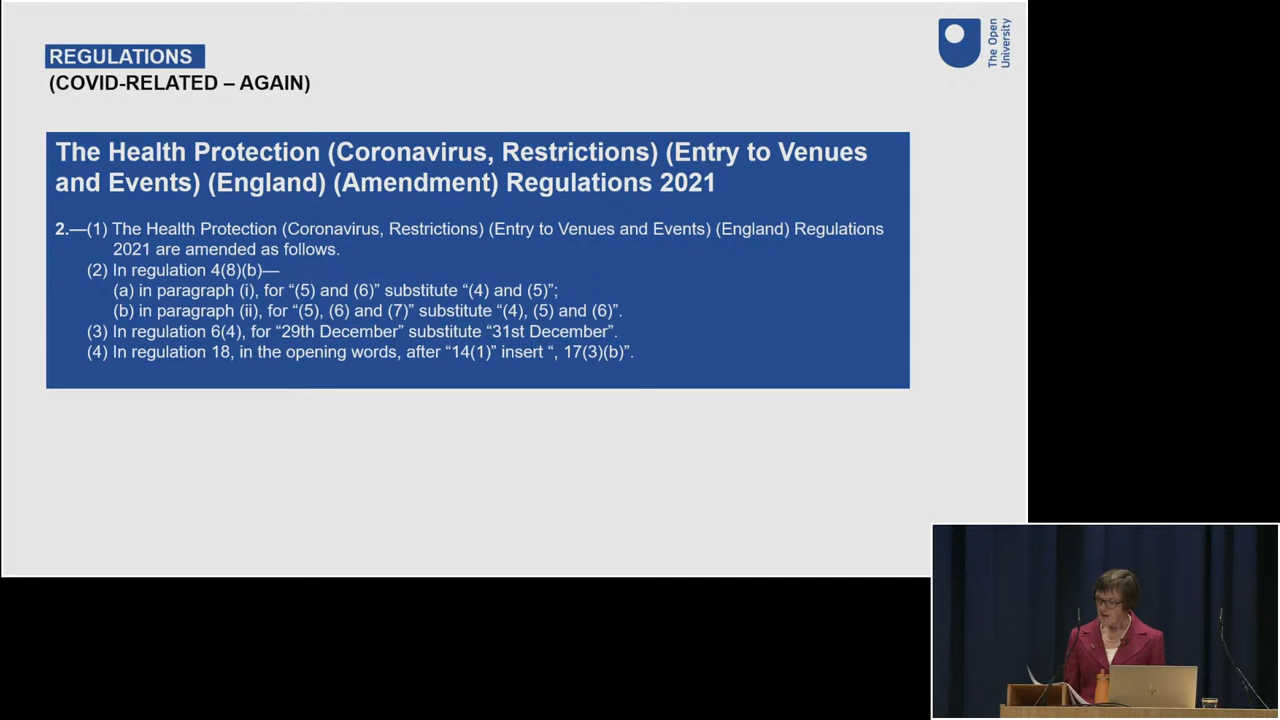 REGULATIONS
(COVID-RELATED – AGAIN)
The Open
University
The Health Protection (Coronavirus, Restrictions) (Entry to Venues
and Events) (England) (Amendment) Regulations 2021
2.—(1) The Health Protection (Coronavirus, Restrictions) (Entry to Venues and Events) (England) Regulations
2021 are amended as follows.
(2) In regulation 4(8)(b)—
(a) in paragraph (i), for “(5) and (6)” substitute “(4) and (5)”;
(b) in paragraph (ii), for “(5), (6) and (7)” substitute “(4), (5) and (6)”.
(3) In regulation 6(4), for “29th December” substitute “31st December”.
(4) In regulation 18, in the opening words, after “14(1)” insert “, 17(3)(b)”.